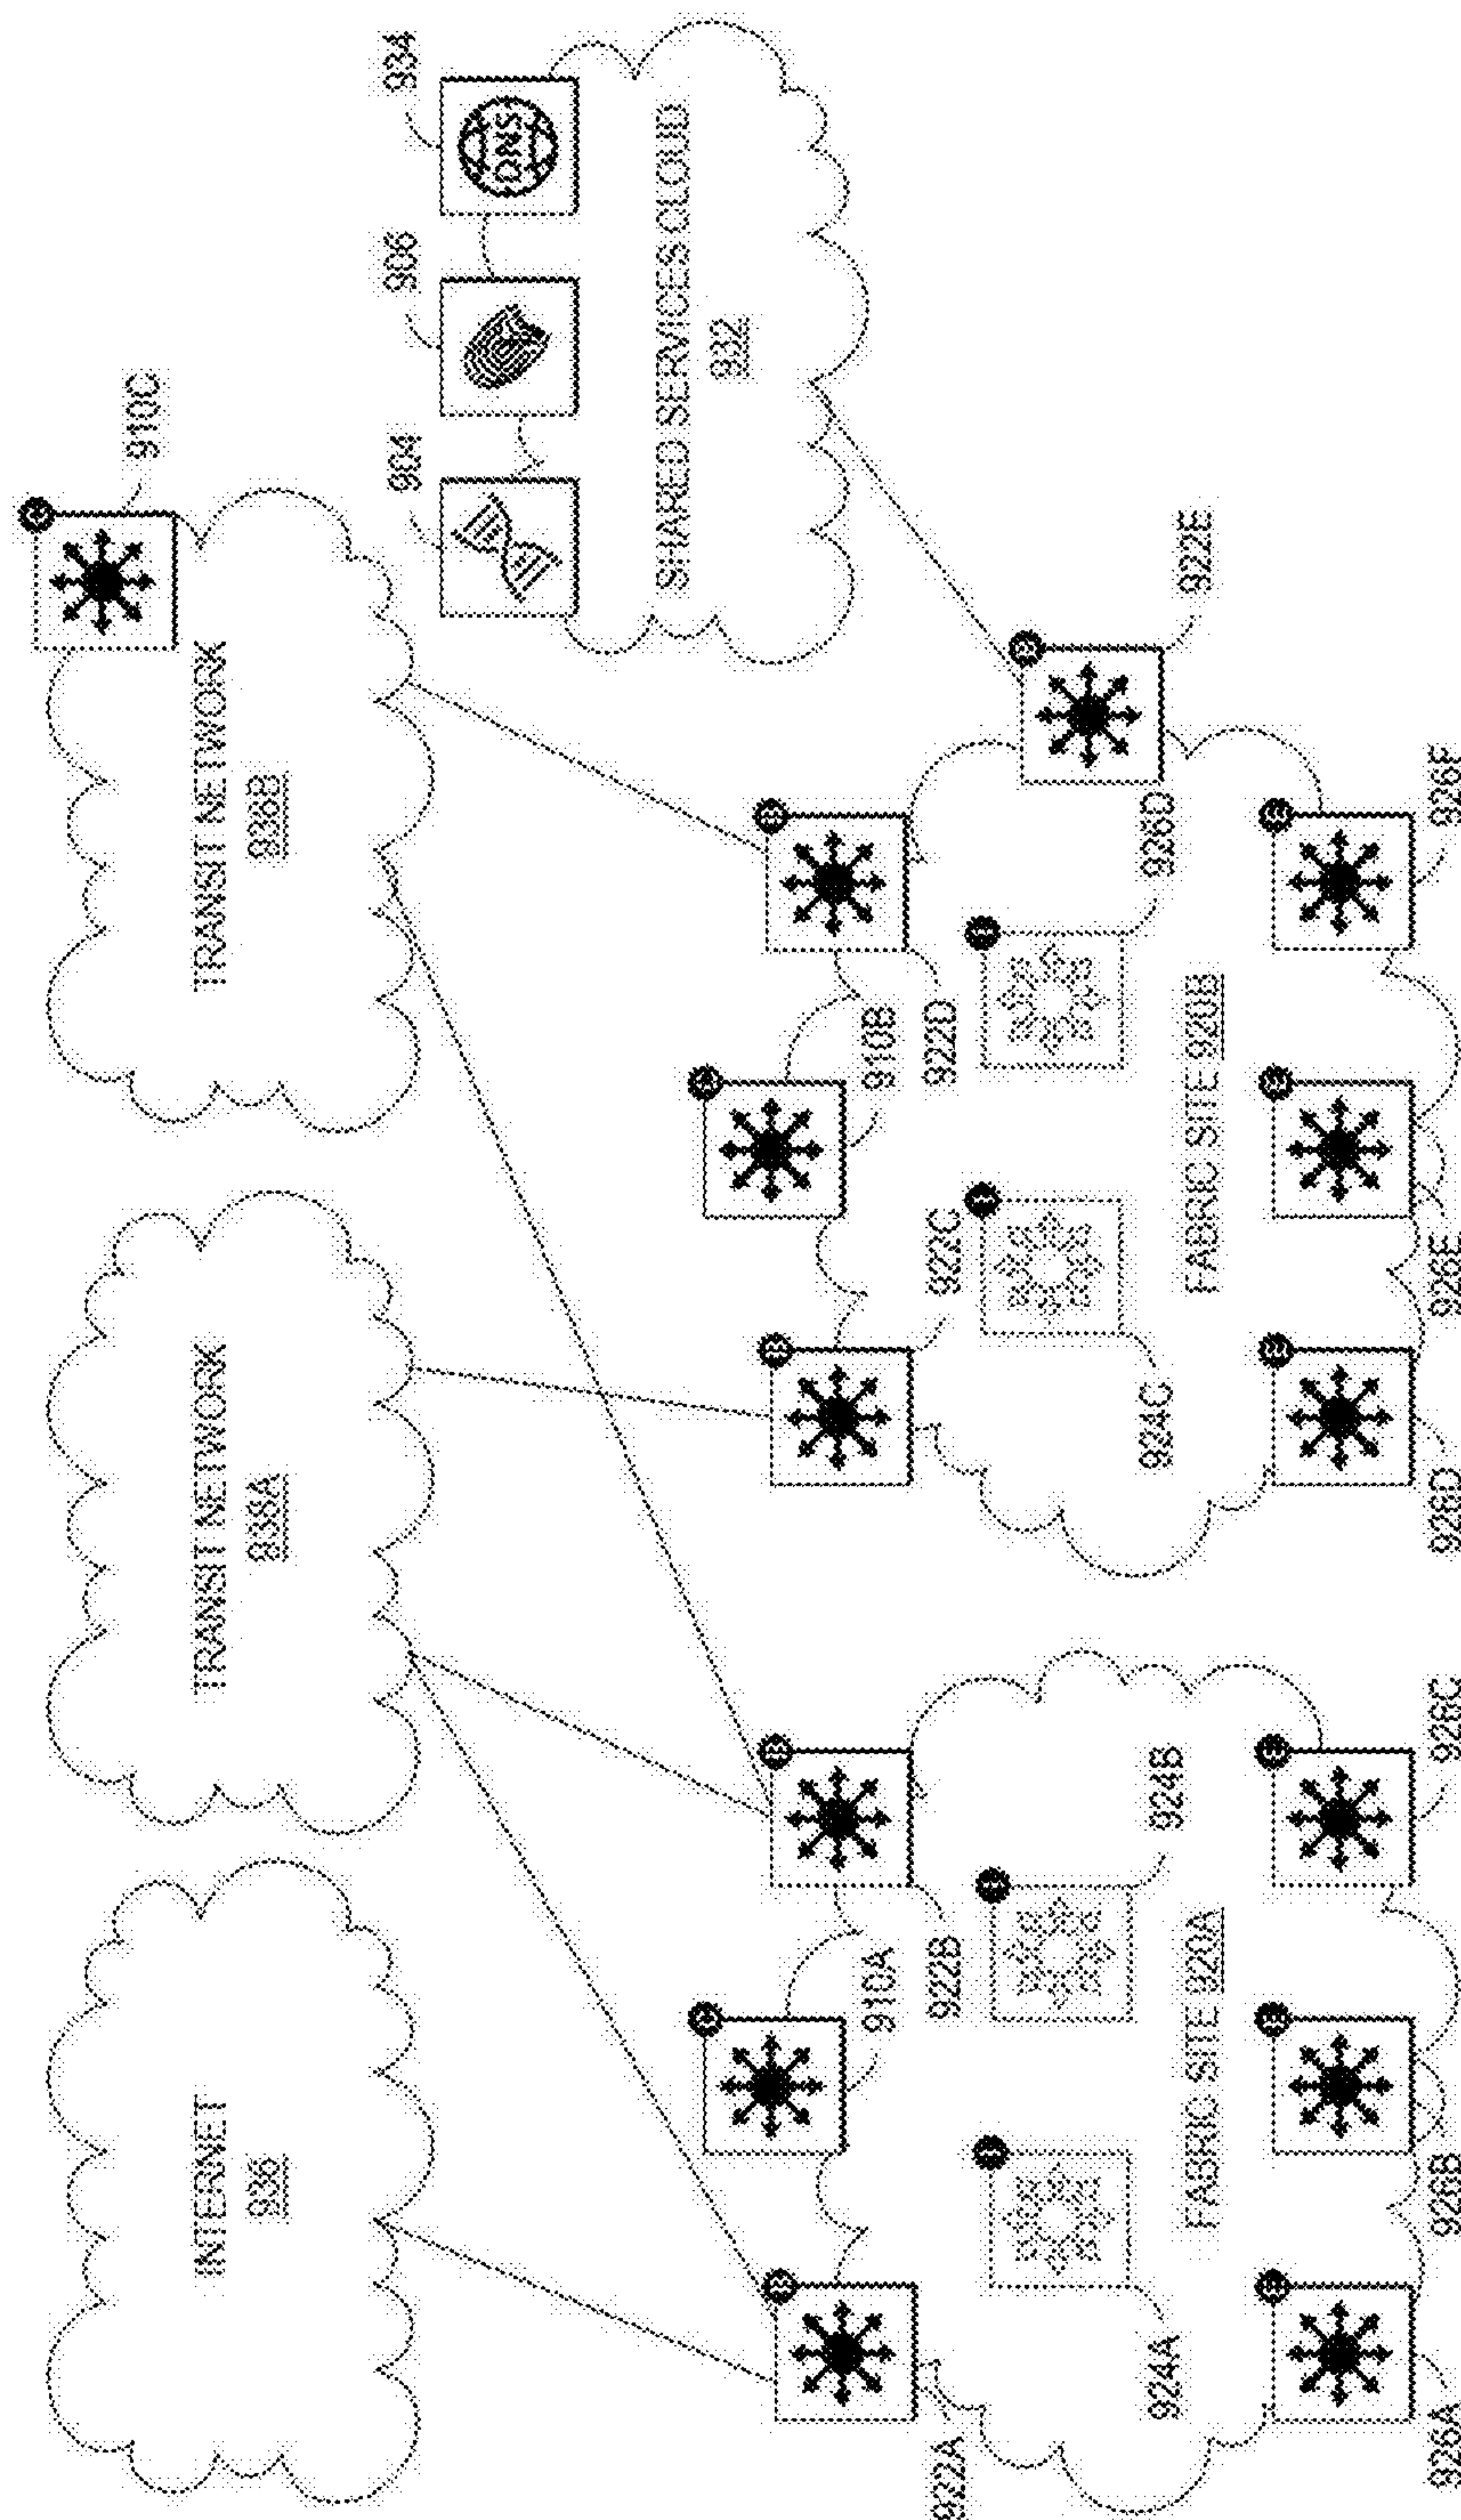 INTERNET
936
TRANSIT NETWORK
938A
TRANSIT NETWORK
938B
910C
904
906
934
DNS
SHARED SERVICES CLOUD
932
910A
910B
922A
922B
922C
922D
922E
924A
924B
924C
FABRIC SITE 920A
FABRIC SITE 920B
926A
926B
926C
926D
926E
926F